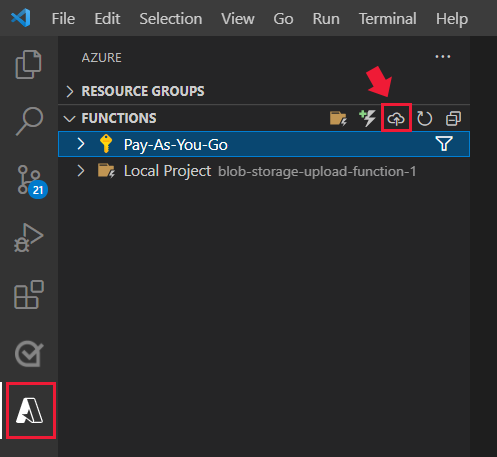 File Edit Selection View Go Run Terminal Help
AZURE
RESOURCE GROUPS
FUNCTIONS
Pay-As-You-Go
Local Project blob-storage-upload-function-1
21